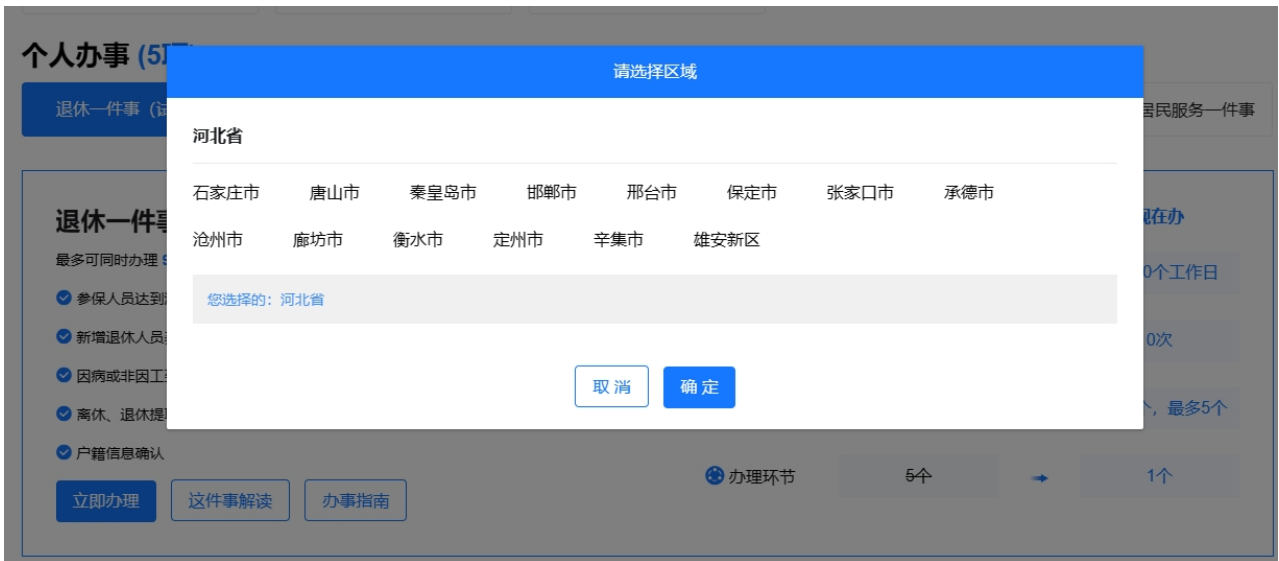 个人办事 (5项
请选择区域
退休一件事（试
居民服务一件事
河北省
石家庄市 唐山市 秦皇岛市 邯郸市 邢台市 保定市 张家口市 承德市
沧州市 廊坊市 衡水市 定州市 辛集市 雄安新区
您选择的：河北省
取 消 确 定
退休一件事
现在办
最多可同时办理
参保人员达到
0个工作日
新增退休人员
0次
因病或非因工
离休、退休提
个，最多5个
户籍信息确认
办理环节 5个 1个
立即办理 这件事解读 办事指南